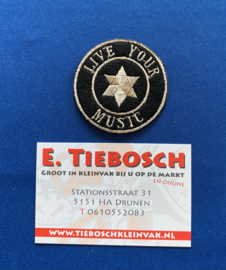 LIVE YOUR
MUSIC
E. TIEBOSCH
GROOT IN KLEINVAK BIJ U OP DE MARKT
EN ONLINE
STATIONSSTRAAT 31
5151 HA DRUNEN
T 0610552083
WWW.TIEBOSCHKLEINVAK.NL